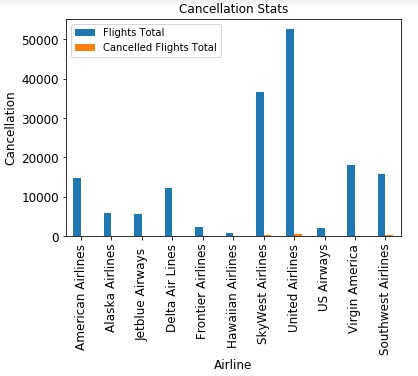 Cancellation Stats
Flights Total
Cancelled Flights Total
Cancellation
50000
40000
30000
20000
10000
0
American Airlines
Alaska Airlines
Jetblue Airways
Delta Air Lines
Frontier Airlines
Hawaiian Airlines
SkyWest Airlines
United Airlines
US Airways
Virgin America
Southwest Airlines
Airline